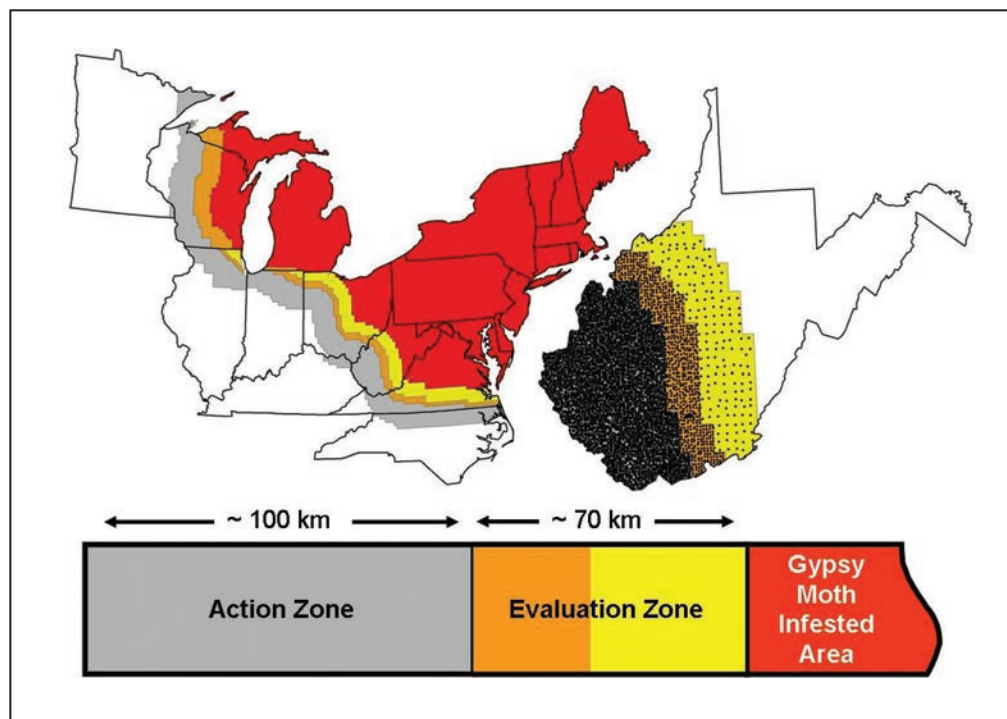 ~ 100 km
~ 70 km
Action Zone
Evaluation Zone
Gypsy
Moth
Infested
Area